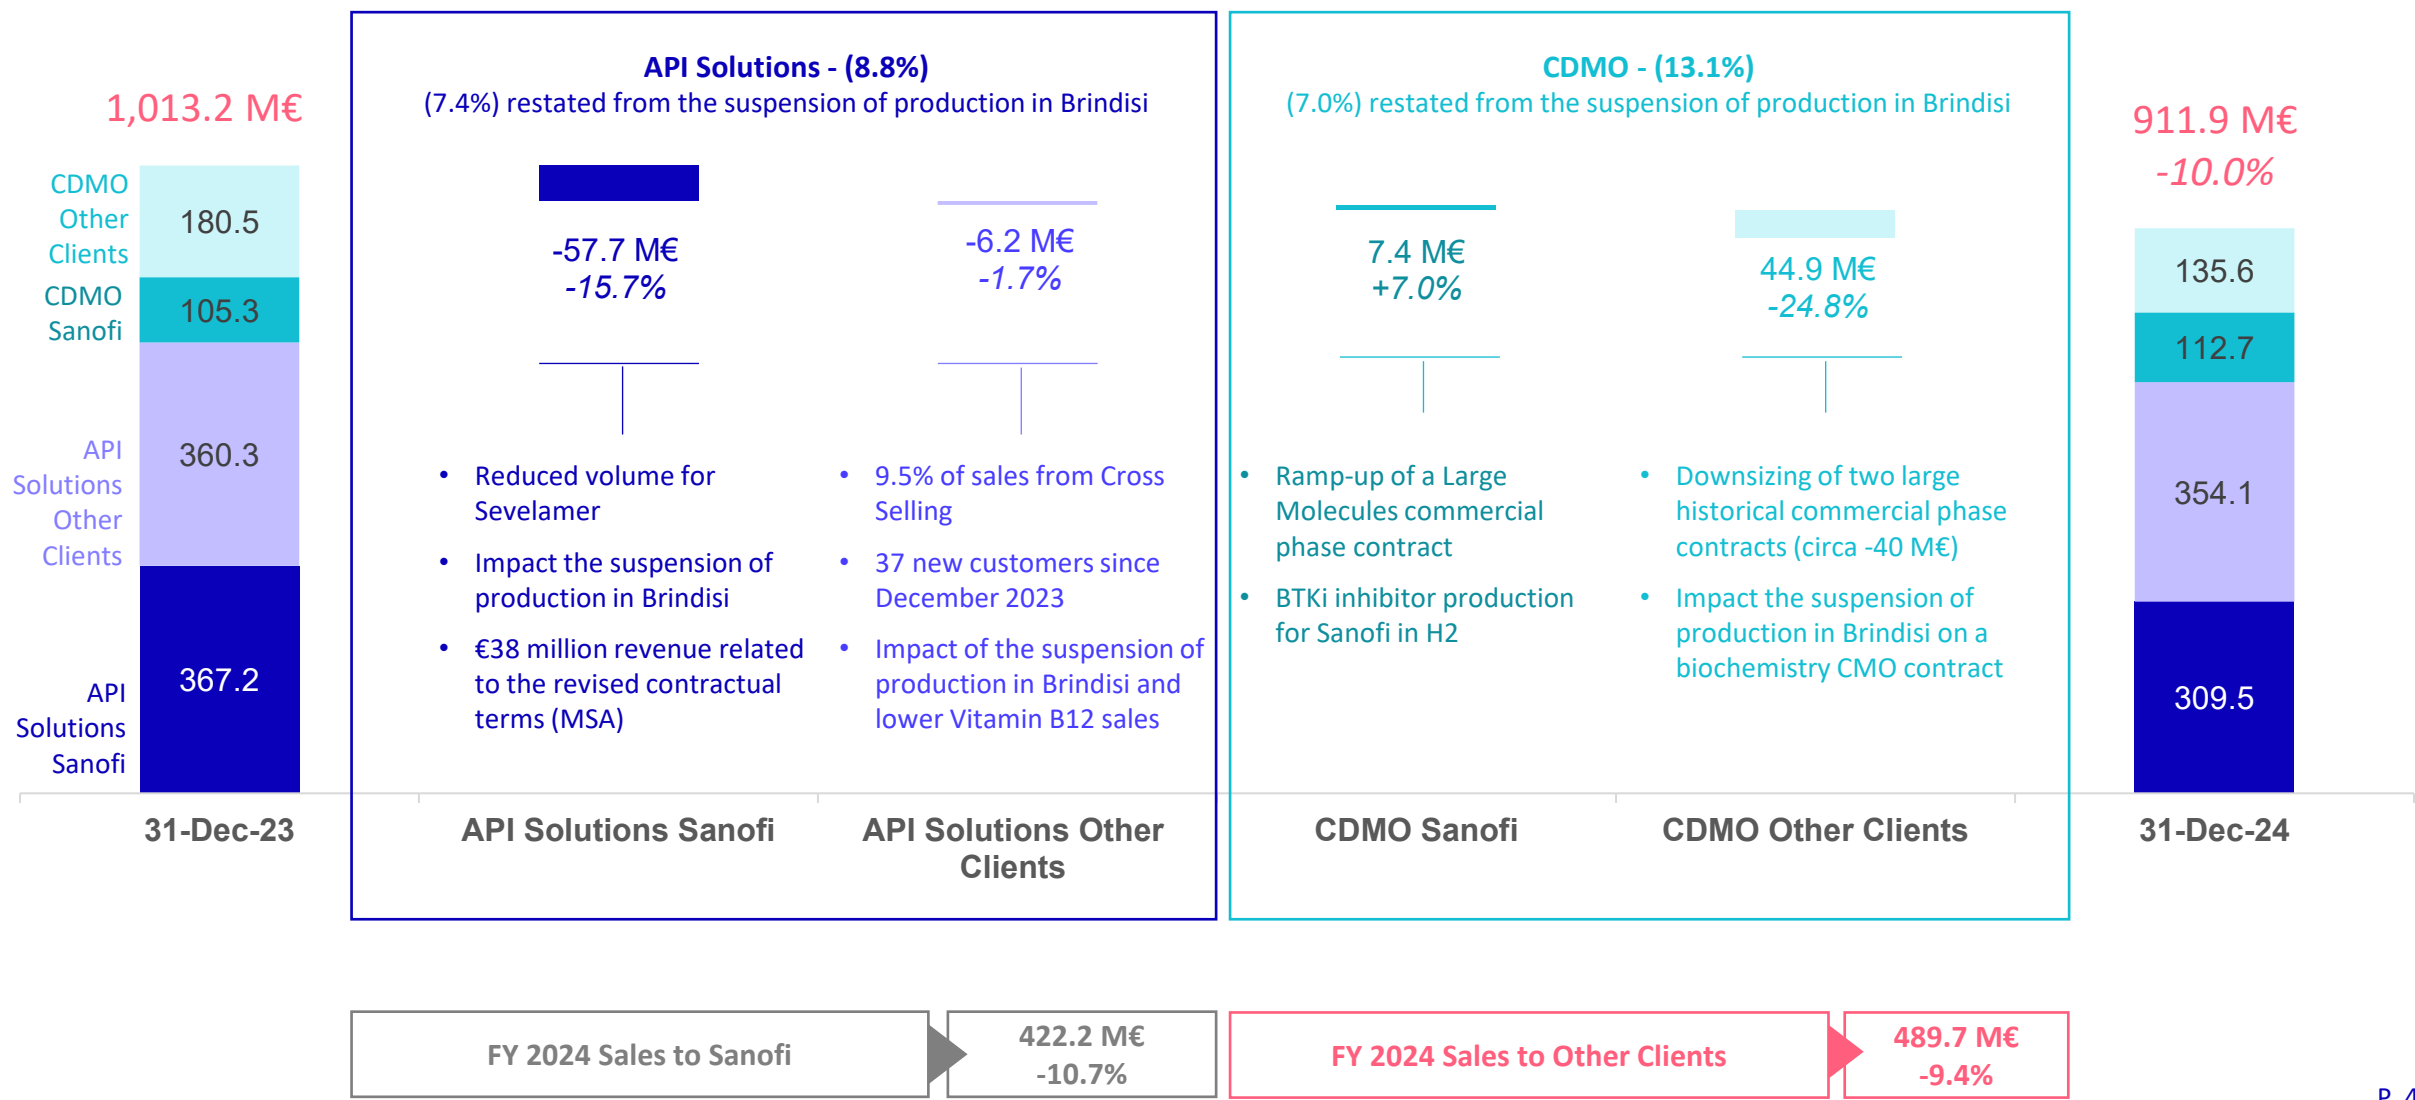 1,013.2 M€
CDMO
Other
Clients
180.5
CDMO
Sanofi
105.3
API
Solutions
Other
Clients
360.3
API
Solutions
Sanofi
367.2
31-Dec-23
API Solutions - (8.8%)
(7.4%) restated from the suspension of production in Brindisi
-57.7 M€
-15.7%
• Reduced volume for
Sevelamer
• Impact the suspension of
production in Brindisi
• €38 million revenue related
to the revised contractual
terms (MSA)
API Solutions Sanofi
-6.2 M€
-1.7%
• 9.5% of sales from Cross
Selling
• 37 new customers since
December 2023
• Impact of the suspension of
production in Brindisi and
lower Vitamin B12 sales
API Solutions Other
Clients
CDMO - (13.1%)
(7.0%) restated from the suspension of production in Brindisi
7.4 M€
+7.0%
• Ramp-up of a Large
Molecules commercial
phase contract
• BTKi inhibitor production
for Sanofi in H2
CDMO Sanofi
44.9 M€
-24.8%
• Downsizing of two large
historical commercial phase
contracts (circa -40 M€)
• Impact the suspension of
production in Brindisi on a
biochemistry CMO contract
CDMO Other Clients
911.9 M€
-10.0%
135.6
112.7
354.1
309.5
31-Dec-24
FY 2024 Sales to Sanofi
422.2 M€
-10.7%
FY 2024 Sales to Other Clients
489.7 M€
-9.4%
P. 4